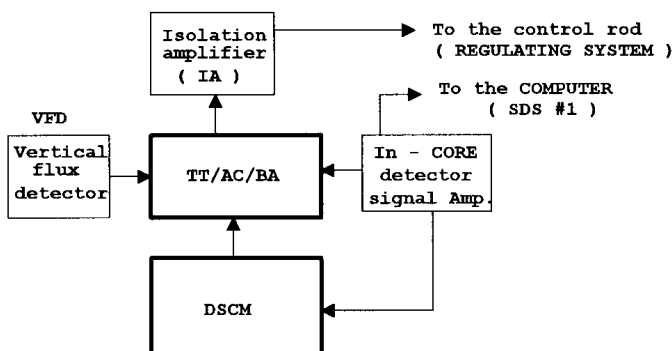 Isolation
amplifier
( IA )
To the control rod
( REGULATING SYSTEM )
To the COMPUTER
( SDS #1 )
VFD
Vertical
flux
detector
TT/AC/BA
In - CORE
detector
signal Amp.
DSCM